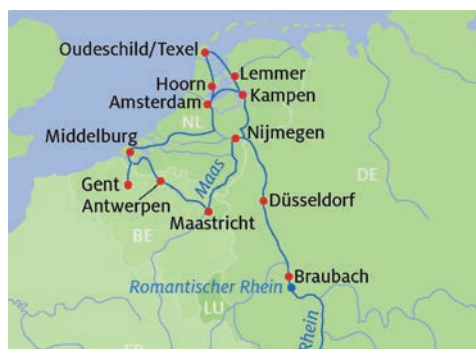 Oudeschild/Texel
Lemmer
Hoorn
Amsterdam
Kampen
NL
Middelburg
Nijmegen
DE
Maas
Gent
Antwerpen
Düsseldorf
Maastricht
BE
Braubach
Romantischer Rhein
LU
Rhein
FR